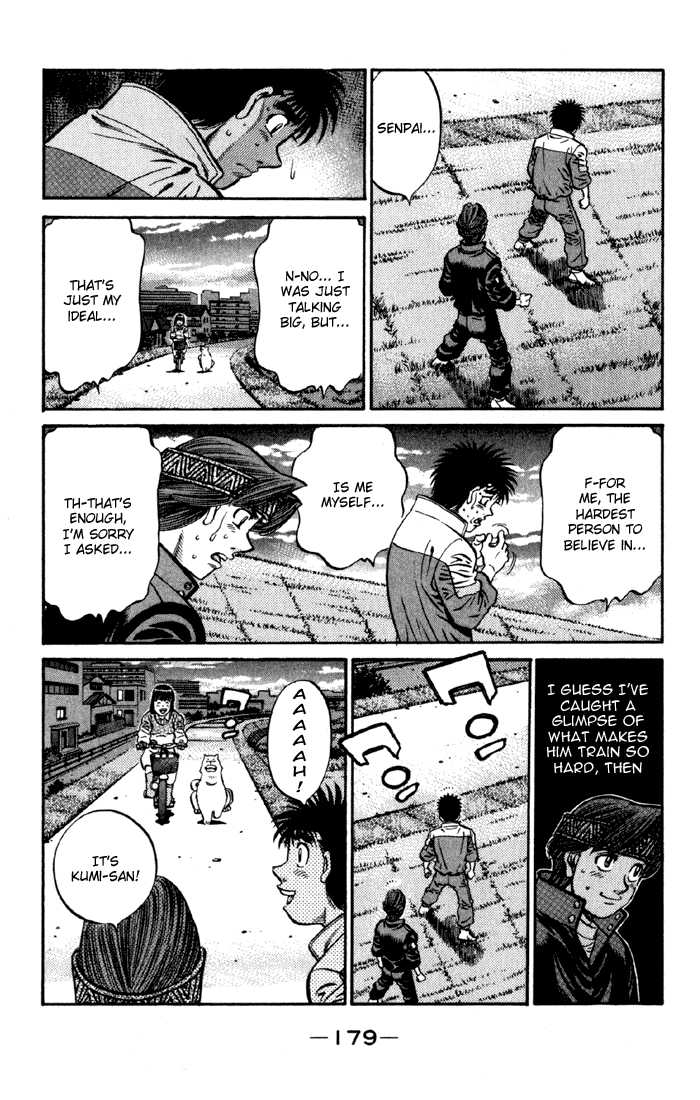 SENPAI...
N-NO... I
WAS JUST
TALKING
BIG, BUT...
THAT'S
JUST MY
IDEAL...
F-FOR
ME, THE
HARDEST
PERSON TO
BELIEVE IN...
IS ME
MYSELF...
TH-THAT'S
ENOUGH,
I'M SORRY
I ASKED...
I GUESS I'VE
CAUGHT A
GLIMPSE OF
WHAT MAKES
HIM TRAIN SO
HARD, THEN
AAAAAH!
IT'S
KUMI-SAN!
—179—